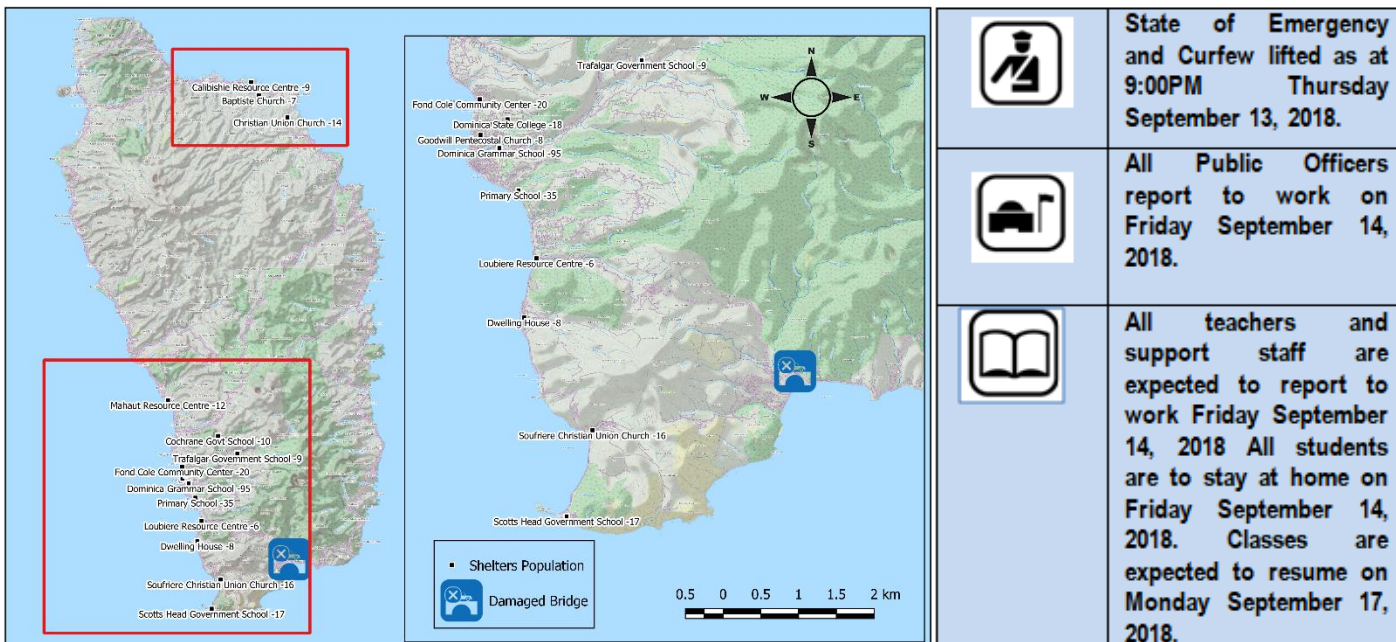 Calibishie Resource Centre -9
Baptiste Church -7
Christian Union Church -14
Mahaut Resource Centre -12
Cochrane Govt School -10
Trafalgar Government School -9
Fond Cole Community Center -20
Dominica Grammar School -95
Primary School -35
Loubiere Resource Centre -6
Dwelling House -8
Soufriere Christian Union Church -16
Scotts Head Government School -17
Trafalgar Government School -9
Fond Cole Community Center -20
Dominica State College -18
Goodwill Pentecostal Church -8
Dominica Grammar School -95
Primary School -35
Loubiere Resource Centre -6
Dwelling House -8
Soufriere Christian Union Church -16
Scotts Head Government School -17
N
W
E
S
Shelters Population
Damaged Bridge
0.5 0 0.5 1 1.5 2 km
State of Emergency
and Curfew lifted as at
9:00PM Thursday
September 13, 2018.
All Public Officers
report to work on
Friday September 14,
2018.
All teachers and
support staff are
expected to report to
work Friday September
14, 2018 All students
are to stay at home on
Friday September 14,
2018. Classes are
expected to resume on
Monday September 17,
2018.